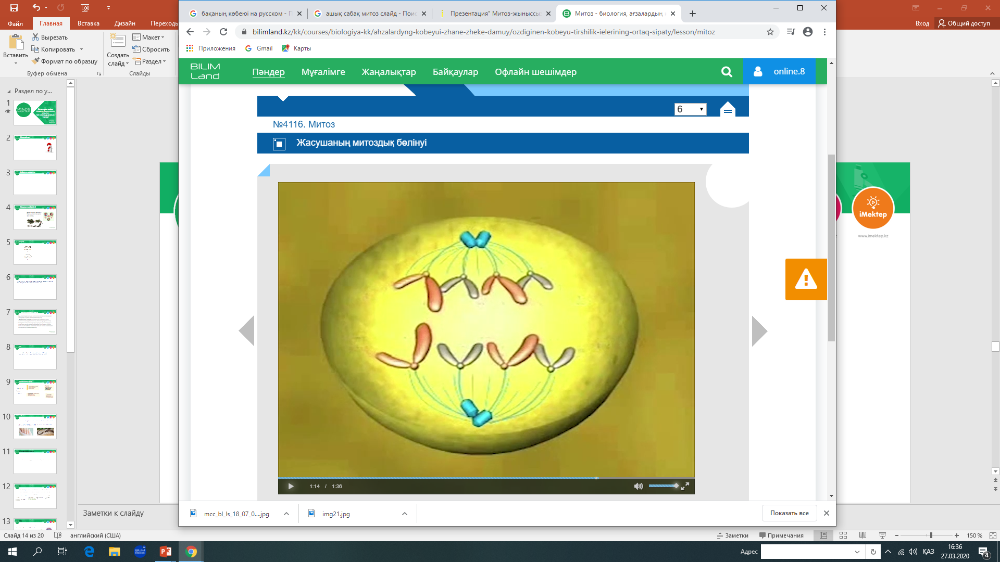 бақаның көбеюі на русском - П
ашық сабақ митоз слайд - Поис
Презентация" Митоз-жыныссыз
Митоз - биология, ағзалардың
Файл
Главная
Вставка
Дизайн
Переходы
Вход
Общий доступ
bilimland.kz/kk/courses/biologiya-kk/ahzalardyng-kobeyui-zhane-zheke-damuy/ozdiginen-kobeyu-tirshilik-ielerining-ortaq-sipaty/lesson/mitoz
Приложения
Gmail
Карты
Вставить
Вырезать
Копировать
Формат по образцу
Буфер обмена
Создать
слайд
Макет
Сбросить
Раздел
Слайды
BILIM
Land
Пәндер
Мұғалімге
Жаңалықтар
Байқаулар
Офлайн шешімдер
online.8
Раздел по у...
1
2
3
4
5
6
7
8
9
10
11
12
13
6
№4116. Митоз
Жасушаның митоздық бөлінуі
iMektep
www.imektep.kz
1:14 / 1:36
Заметки к слайду
mcc_bl_ls_18_07_0....jpg
img21.jpg
Показать все
Слайд 14 из 20
английский (США)
Заметки
Примечания
150 %
BILIM
Book
Адрес
ҚАЗ
16:36
27.03.2020
4